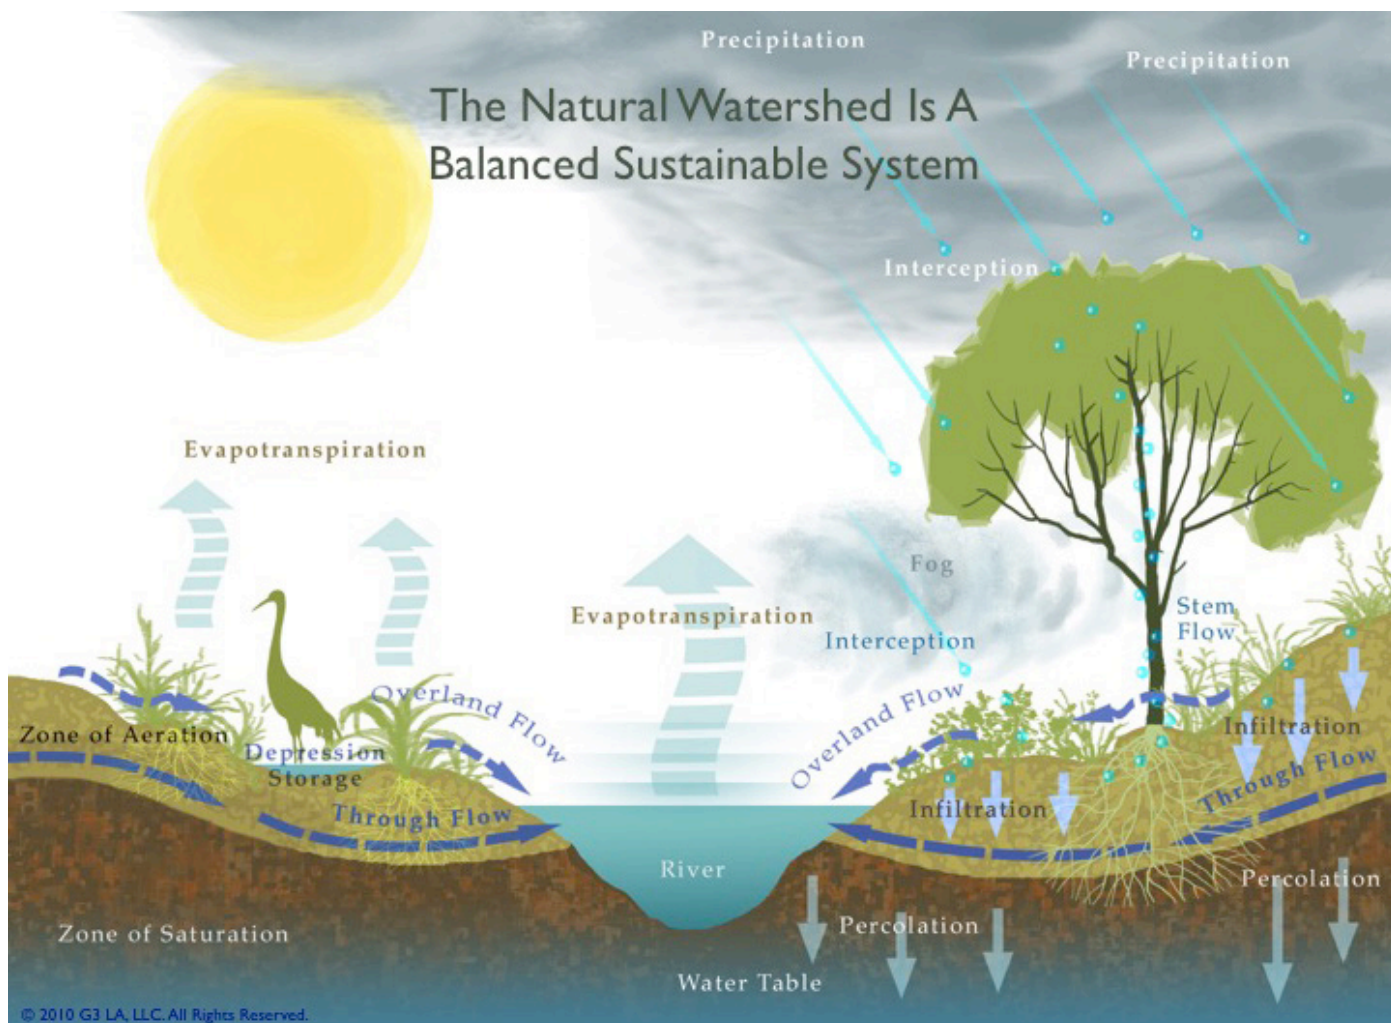 Precipitation
Precipitation
The Natural Watershed Is A
Balanced Sustainable System
Interception
Evapotranspiration
Fog
Evapotranspiration
Stem
Flow
Interception
Overland Flow
Overland Flow
Zone of Aeration
Depression
Storage
Infiltration
Through Flow
Through Flow
Infiltration
River
Percolation
Percolation
Zone of Saturation
Water Table
© 2010 G3 LA, LLC. All Rights Reserved.